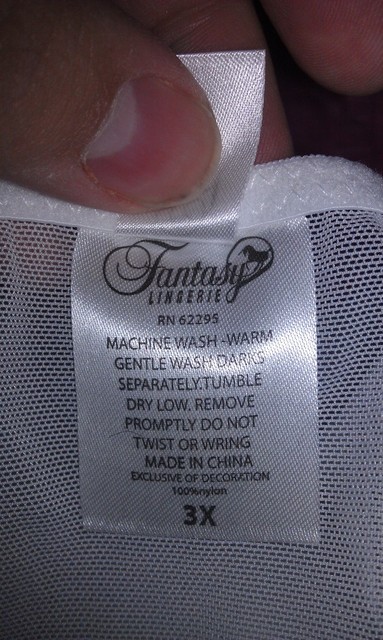 Fantasy
LINGERIE
RN 62295
MACHINE WASH -WARM
GENTLE WASH DARKS
SEPARATELY.TUMBLE
DRY LOW. REMOVE
PROMPTLY DO NOT
TWIST OR WRING
MADE IN CHINA
EXCLUSIVE OF DECORATION
100%nylon
3X